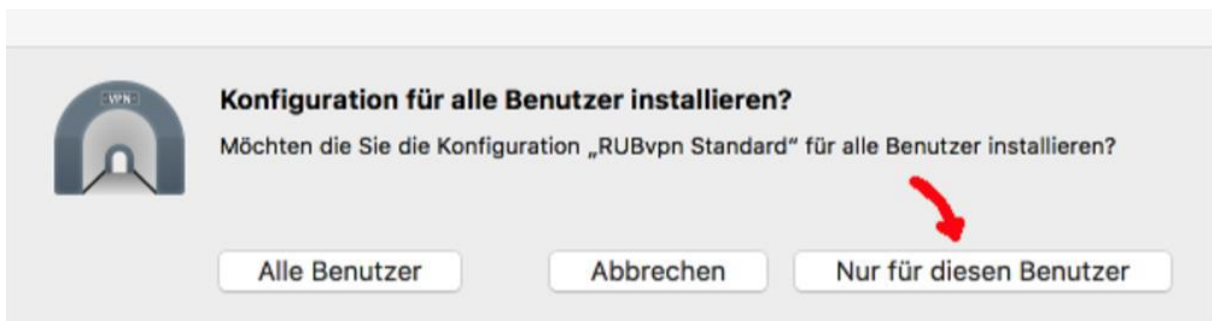 VPN
Konfiguration für alle Benutzer installieren?
Möchten die Sie die Konfiguration „RUBvpn Standard“ für alle Benutzer installieren?
Alle Benutzer
Abbrechen
Nur für diesen Benutzer